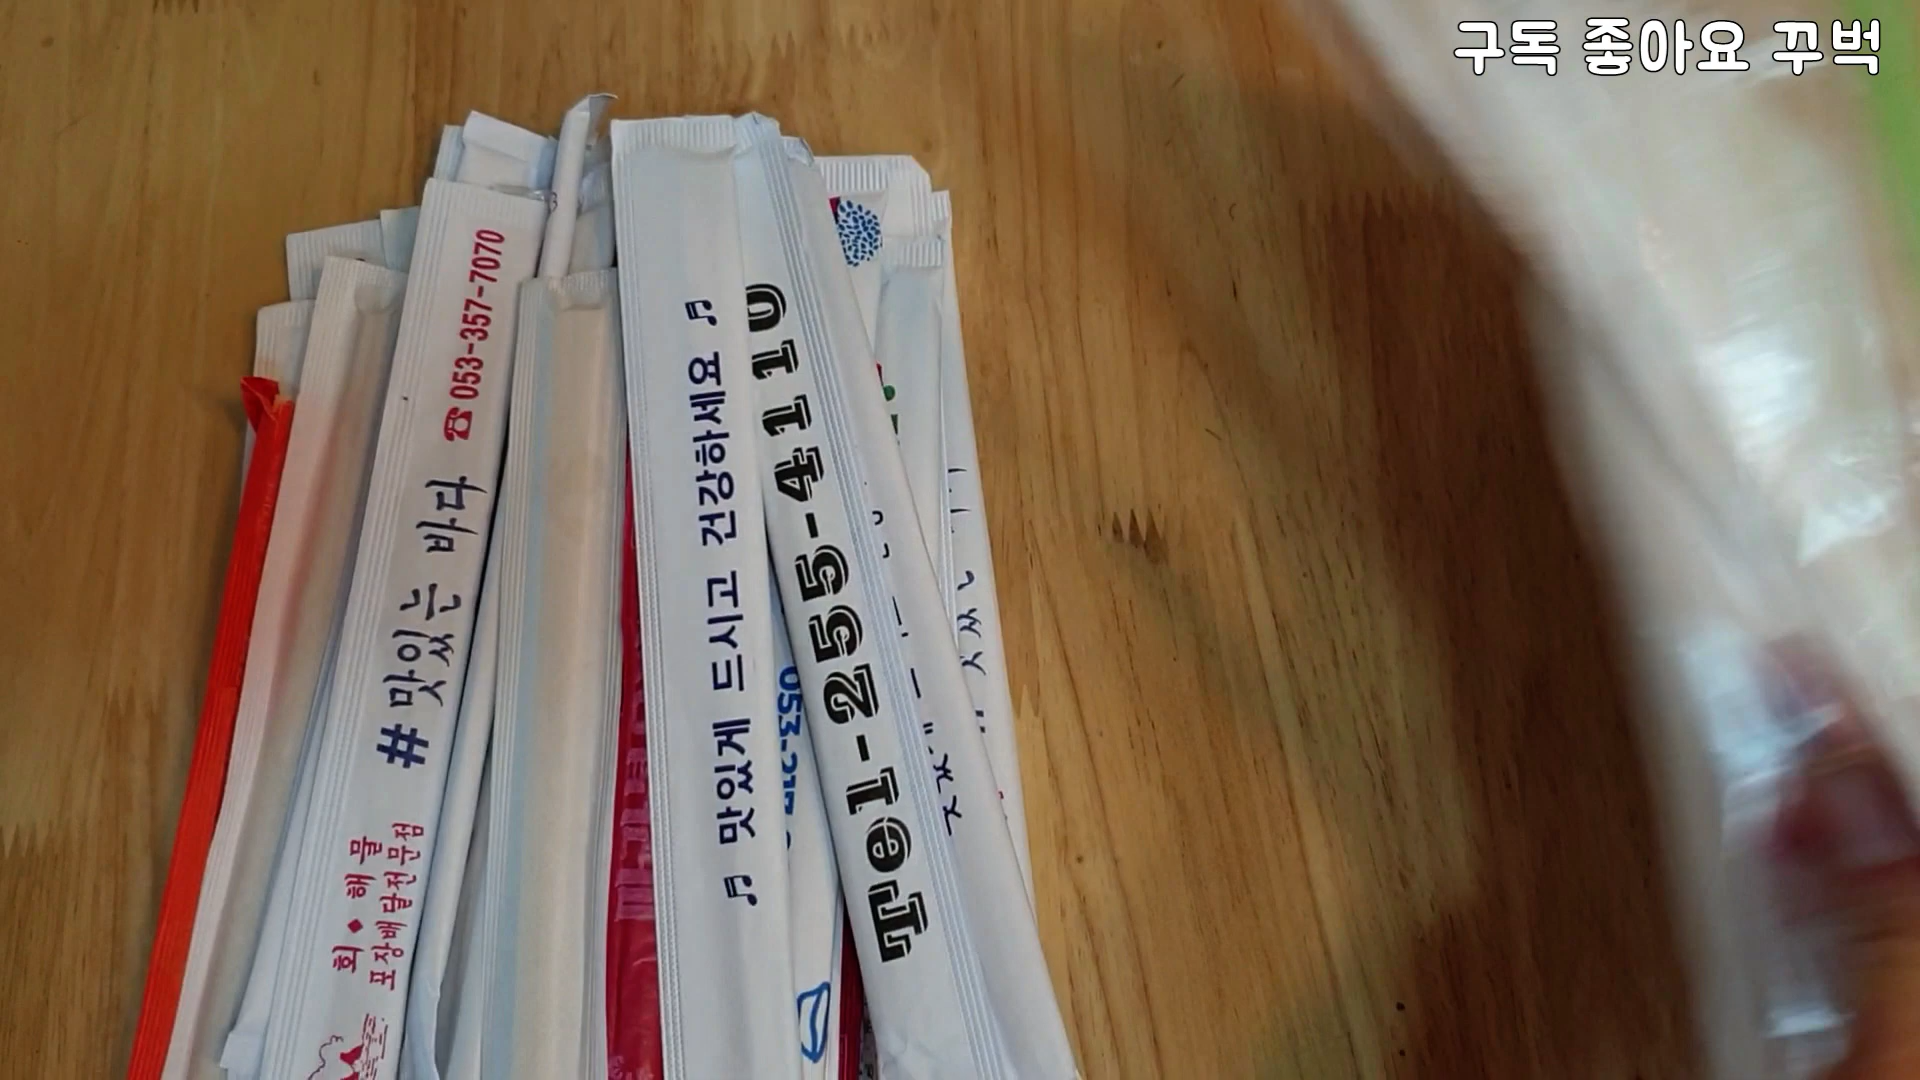 구독 좋아요 꾸벅
☎ 053-357-7070
# 맛있는 바다
회 ◆ 해물
포장배달전문점
♬ 맛있게 드시고 건강하세요 ♬
Tel-255-4110